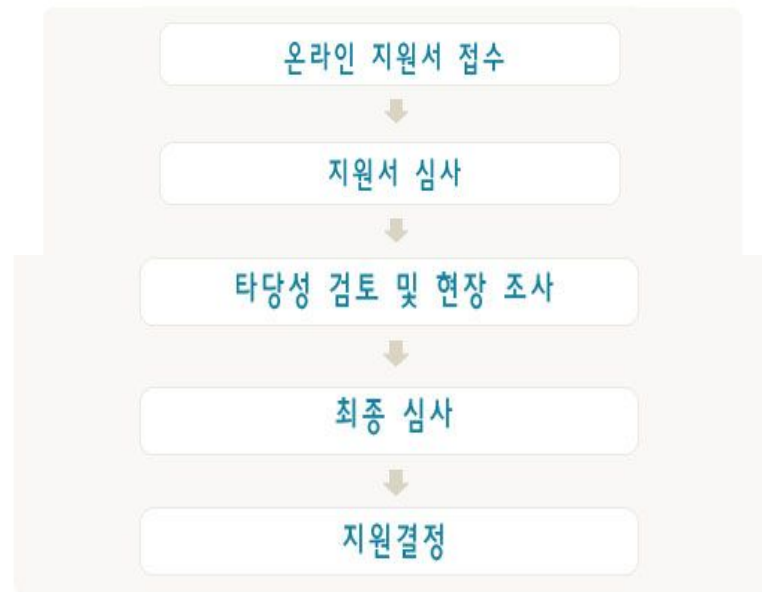 온라인 지원서 접수
지원서 심사
타당성 검토 및 현장 조사
최종 심사
지원결정